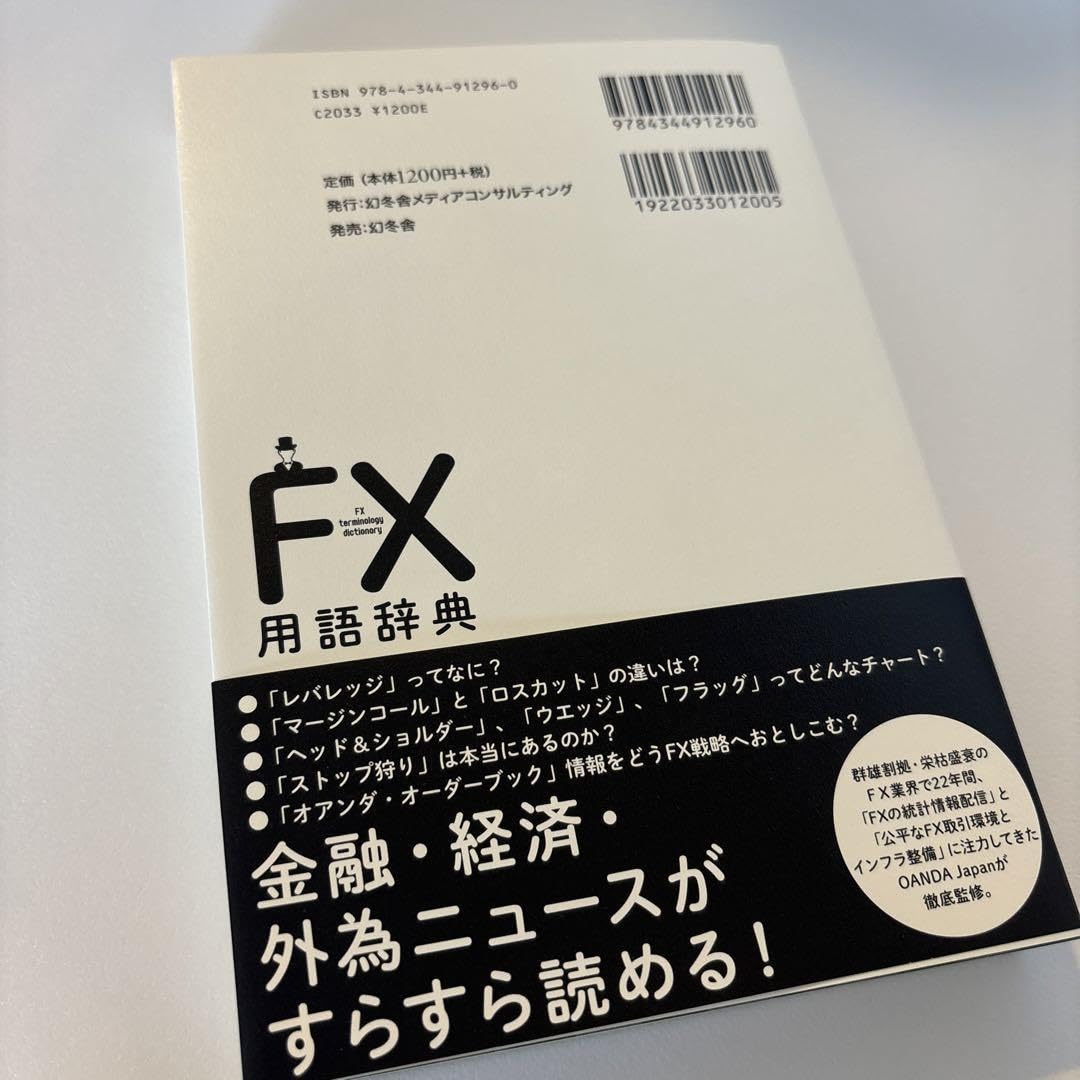 ISBN 978-4-344-91296-0
C2033 ¥1200E
9784344912960
定価（本体1200円+税）
発行：幻冬舎メディアコンサルティング
発売：幻冬舎
1922033012005
FX
FX
terminology
dictionary
用語辞典
●「レバレッジ」ってなに？
●「マージンコール」と「ロスカット」の違いは？
●「ヘッド＆ショルダー」、「ウエッジ」、「フラッグ」ってどんなチャート？
●「ストップ狩り」は本当にあるのか？
●「オアンダ・オーダーブック」情報をどうFX戦略へおとしこむ？
金融・経済・
外為ニュースが
すらすら読める！
群雄割拠・栄枯盛衰の
FX業界で22年間、
「FXの統計情報配信」と
「公平なFX取引環境と
インフラ整備」に注力してきた
OANDA Japanが
徹底監修。